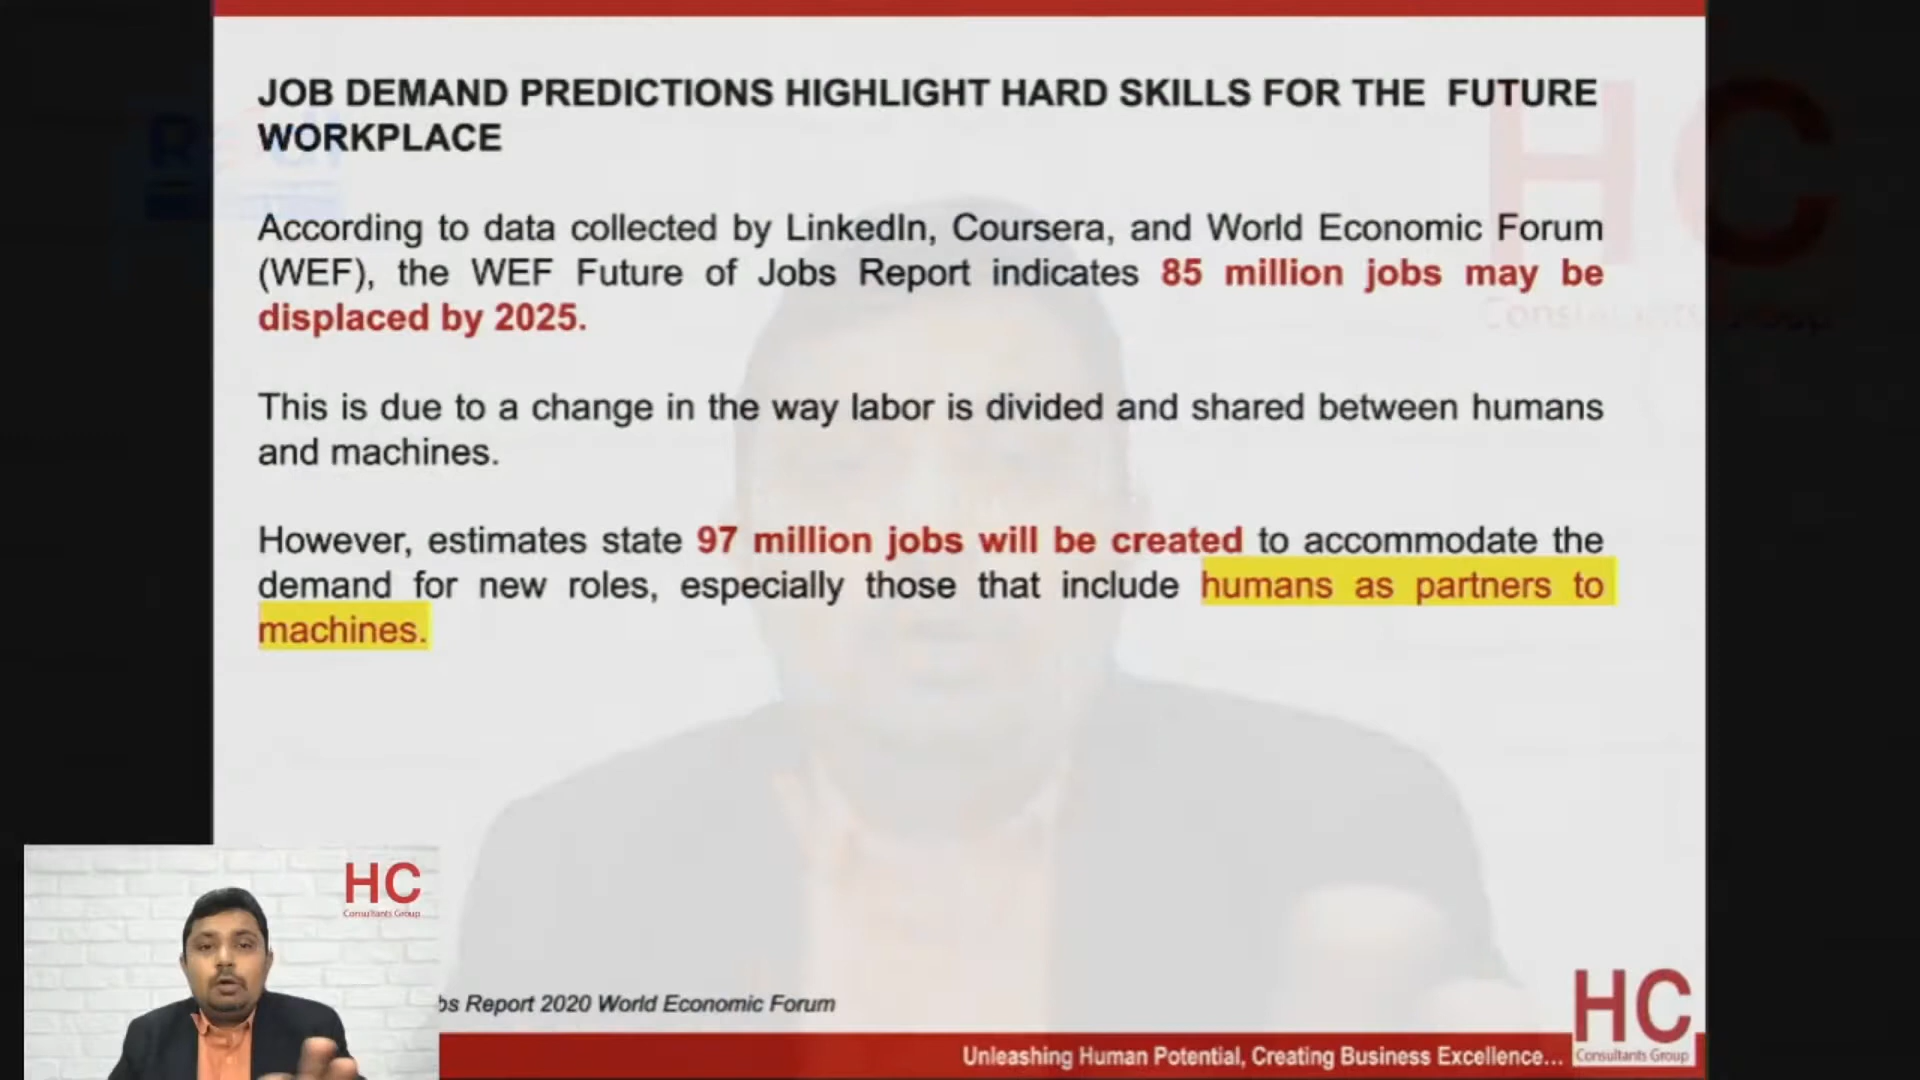 JOB DEMAND PREDICTIONS HIGHLIGHT HARD SKILLS FOR THE FUTURE
WORKPLACE
According to data collected by LinkedIn, Coursera, and World Economic Forum
(WEF), the WEF Future of Jobs Report indicates 85 million jobs may be
displaced by 2025.
This is due to a change in the way labor is divided and shared between humans
and machines.
However, estimates state 97 million jobs will be created to accommodate the
demand for new roles, especially those that include humans as partners to
machines.
HC
HC
Consultants Group
Report 2020 World Economic Forum
HC
Consultants Group
Unleashing Human Potential, Creating Business Excellence...